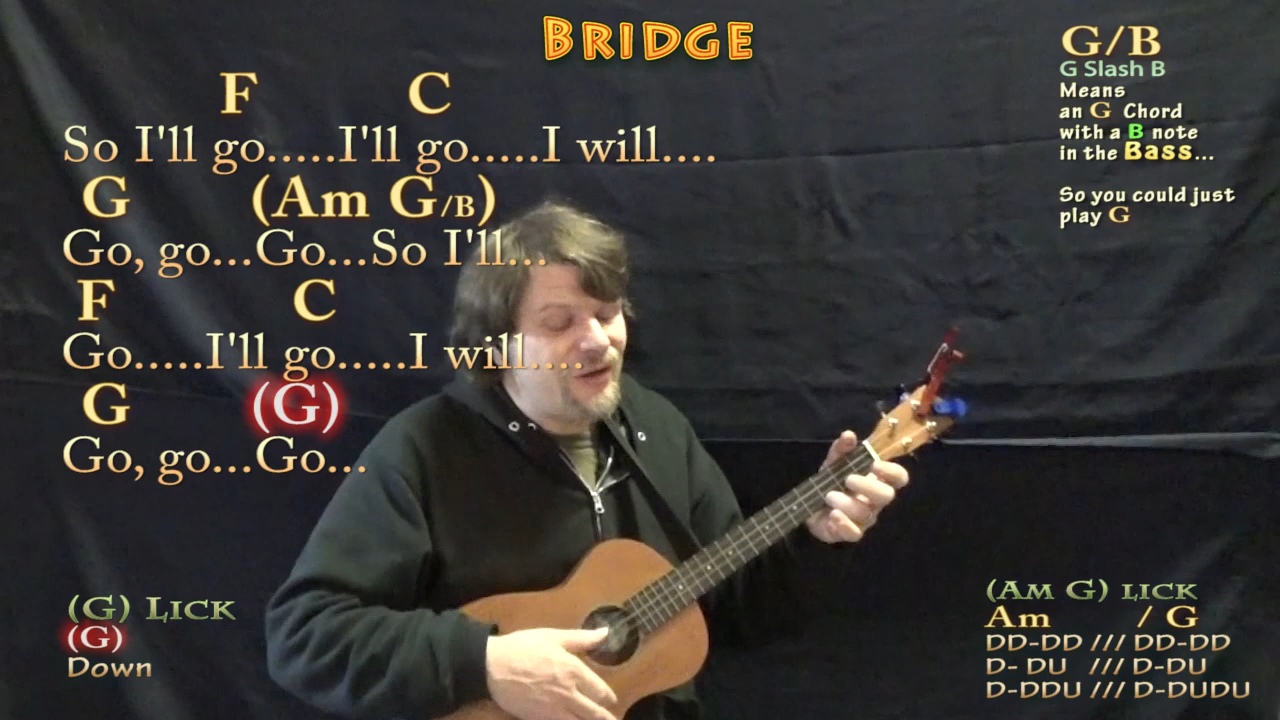 BRIDGE
F C
So I'll go.....I'll go.....I will....
G (Am G/B)
Go, go...Go...So I'll...
F C
Go.....I'll go.....I will....
G (G)
Go, go...Go...
G/B
G Slash B
Means
an G Chord
with a B note
in the Bass...
So you could just
play G
(G) LICK
(G)
Down
(Am G) LICK
Am / G
DD-DD /// DD-DD
D- DU /// D-DU
D-DDU /// D-DUDU